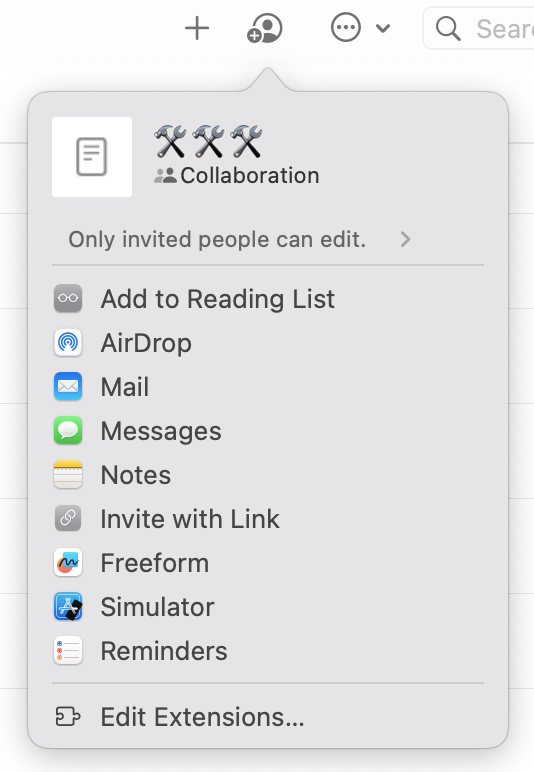 Collaboration
Only invited people can edit.
Add to Reading List
AirDrop
Mail
Messages
Notes
Invite with Link
Freeform
Simulator
Reminders
Edit Extensions...